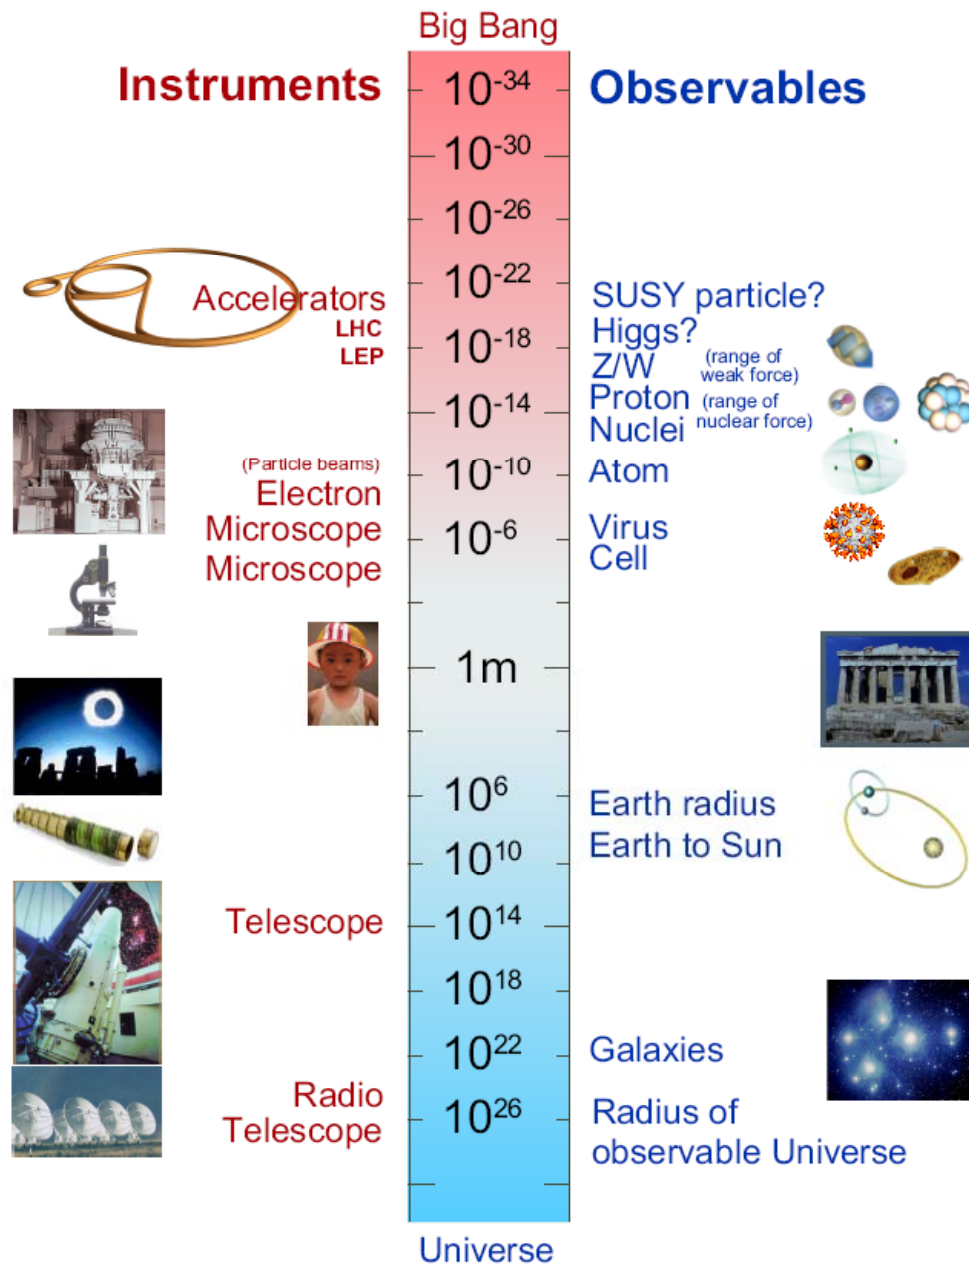 Big Bang
Instruments
Observables
10-34
10-30
10-26
10-22
10-18
10-14
10-10
10-6
1m
106
1010
1014
1018
1022
1026
Universe
Accelerators
LHC
LEP
(Particle beams)
Electron
Microscope
Microscope
Telescope
Radio
Telescope
SUSY particle?
Higgs?
Z/W (range of
weak force)
Proton (range of
Nuclei nuclear force)
Atom
Virus
Cell
Earth radius
Earth to Sun
Galaxies
Radius of
observable Universe